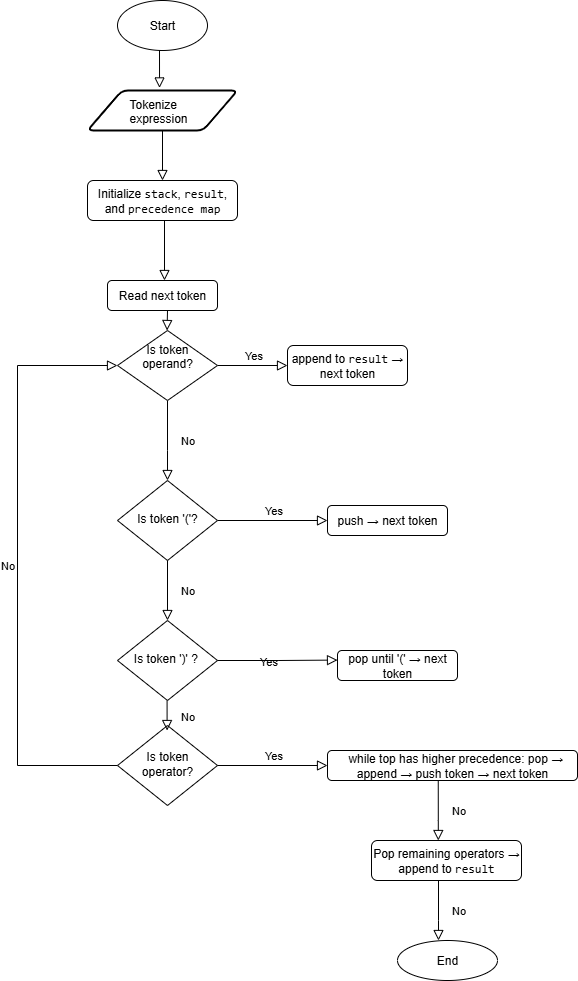 Start
Tokenize
expression
Initialize stack, result,
and precedence map
Read next token
Is token
operand?
Yes
append to result →
next token
No
Is token '('?
Yes
push → next token
No
No
Is token ')' ?
Yes
pop until '(' → next
token
No
Is token
operator?
Yes
while top has higher precedence: pop →
append → push token → next token
No
Pop remaining operators →
append to result
No
End